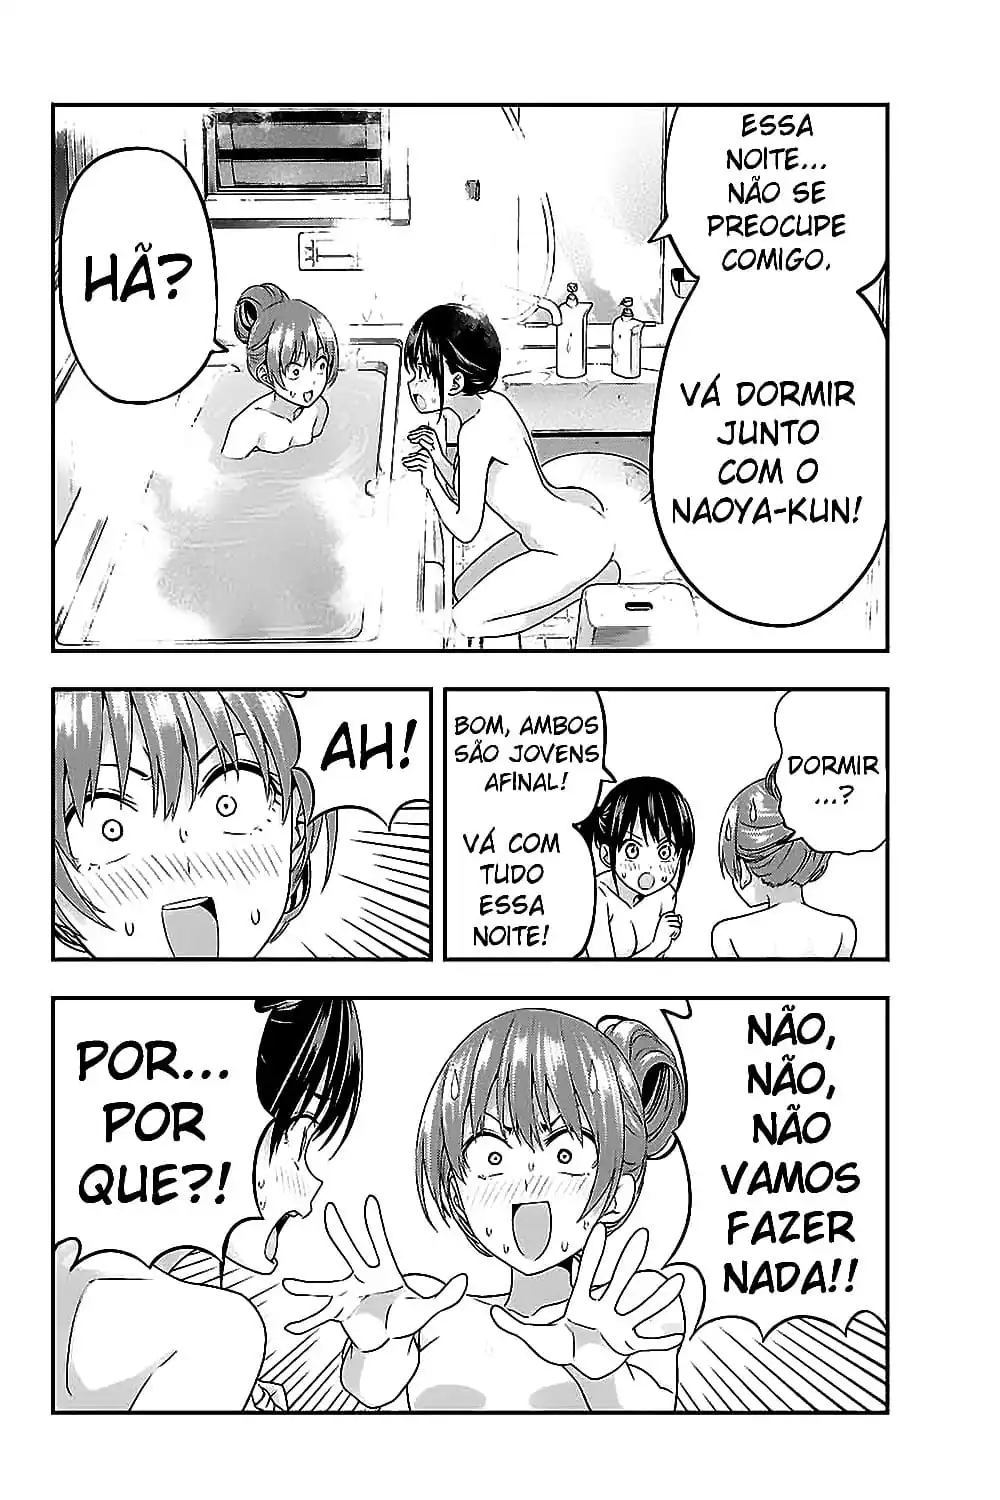 ESSA
NOITE...
NÃO SE
PREOCUPE
COMIGO.
VÁ DORMIR
JUNTO
COM O
NAOYA-KUN!
HÃ?
DORMIR
...?
BOM, AMBOS
SÃO JOVENS
AFINAL!
VÁ COM
TUDO
ESSA
NOITE!
AH!
NÃO,
NÃO,
NÃO
VAMOS
FAZER
NADA!!
POR...
POR
QUE?!